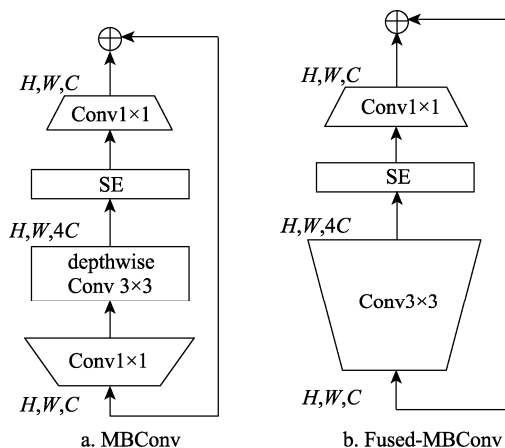 H,W,C
Conv1×1
SE
H,W,4C
depthwise
Conv 3×3
Conv1×1
H,W,C
a. MBConv
H,W,C
Conv1×1
SE
H,W,4C
Conv3×3
H,W,C
b. Fused-MBConv